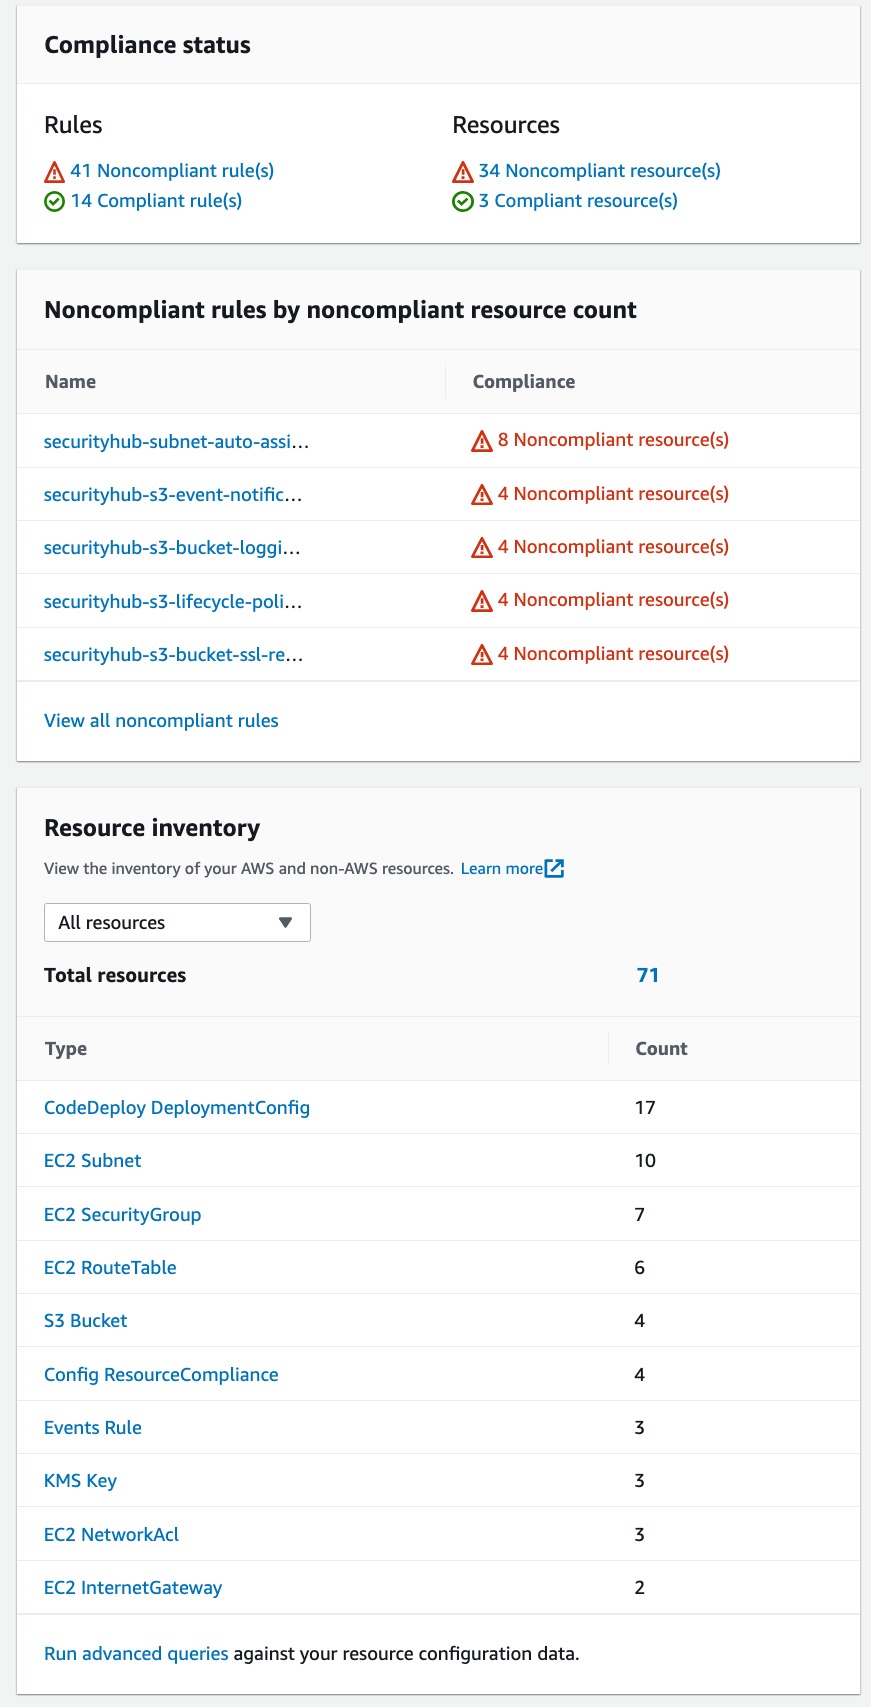 Compliance status
Rules
Resources
41 Noncompliant rule(s)
34 Noncompliant resource(s)
14 Compliant rule(s)
3 Compliant resource(s)
Noncompliant rules by noncompliant resource count
Name
Compliance
securityhub-subnet-auto-assi...
8 Noncompliant resource(s)
securityhub-s3-event-notific...
4 Noncompliant resource(s)
securityhub-s3-bucket-loggi...
4 Noncompliant resource(s)
securityhub-s3-lifecycle-poli...
4 Noncompliant resource(s)
securityhub-s3-bucket-ssl-re...
4 Noncompliant resource(s)
View all noncompliant rules
Resource inventory
View the inventory of your AWS and non-AWS resources. Learn more
All resources
Total resources
71
Type
Count
CodeDeploy DeploymentConfig
17
EC2 Subnet
10
EC2 SecurityGroup
7
EC2 RouteTable
6
S3 Bucket
4
Config ResourceCompliance
4
Events Rule
3
KMS Key
3
EC2 NetworkAcl
3
EC2 InternetGateway
2
Run advanced queries against your resource configuration data.